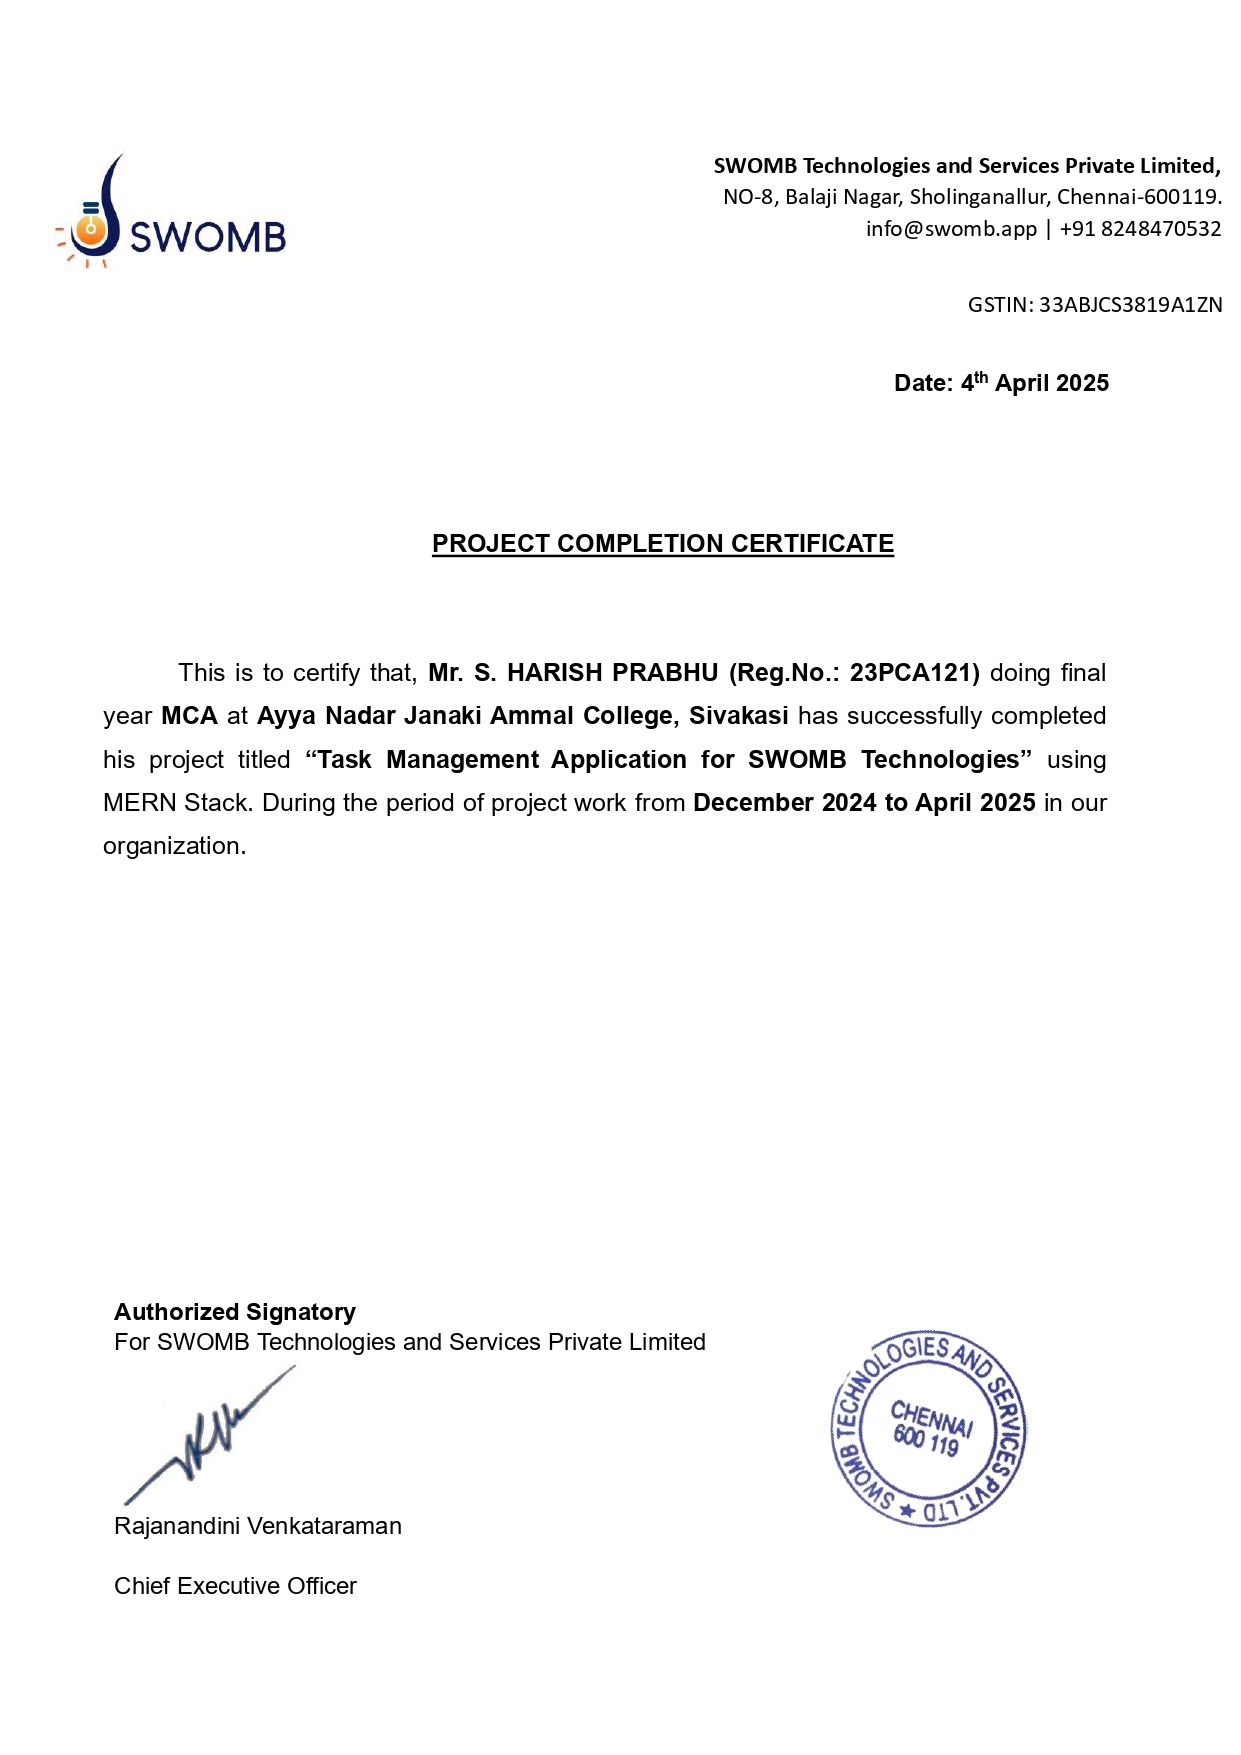 SWOMB
SWOMB Technologies and Services Private Limited,
NO-8, Balaji Nagar, Sholinganallur, Chennai-600119.
info@swomb.app | +91 8248470532
GSTIN: 33ABJCS3819A1ZN
Date: 4th April 2025
PROJECT COMPLETION CERTIFICATE
This is to certify that, Mr. S. HARISH PRABHU (Reg.No.: 23PCA121) doing final
year MCA at Ayya Nadar Janaki Ammal College, Sivakasi has successfully completed
his project titled “Task Management Application for SWOMB Technologies” using
MERN Stack. During the period of project work from December 2024 to April 2025 in our
organization.
Authorized Signatory
For SWOMB Technologies and Services Private Limited
Rajanandini Venkataraman
Chief Executive Officer
SWOMB TECHNOLOGIES AND SERVICES PVT. LTD ★
CHENNAI
600 119